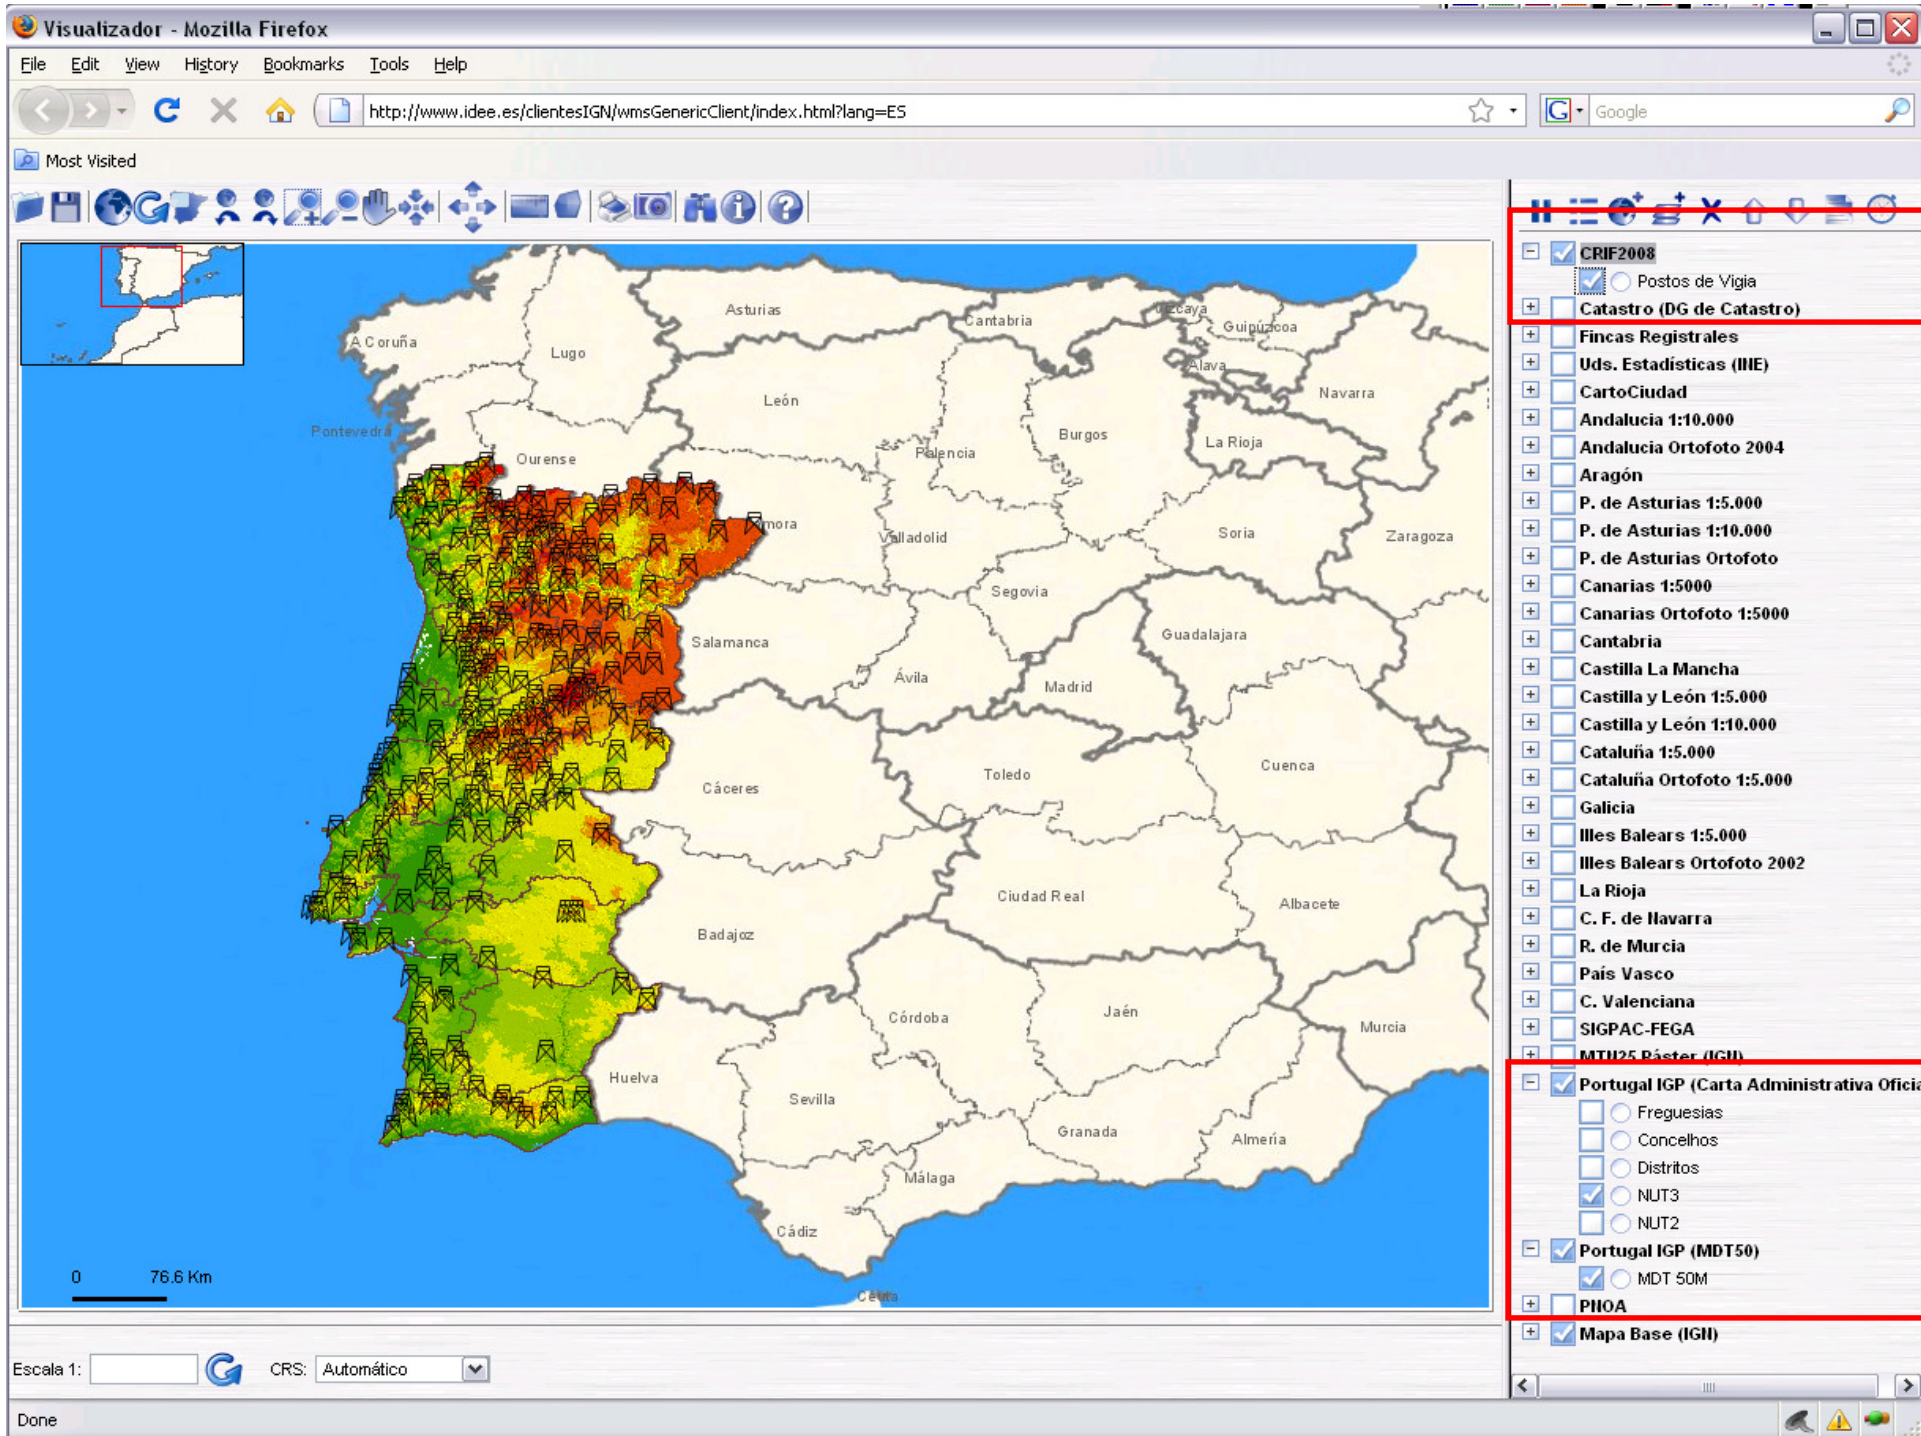 Visualizador - Mozilla Firefox
File Edit View History Bookmarks Tools Help
http://www.idee.es/clientesIGN/wmsGenericClient/index.html?lang=ES
G Google
Most Visited
CRIF2008
Postos de Vigia
Catastro (DG de Catastro)
Fincas Registrales
Uds. Estadísticas (INE)
CartoCiudad
Andalucia 1:10.000
Andalucia Ortofoto 2004
Aragón
P. de Asturias 1:5.000
P. de Asturias 1:10.000
P. de Asturias Ortofoto
Canarias 1:5000
Canarias Ortofoto 1:5000
Cantabria
Castilla La Mancha
Castilla y León 1:5.000
Castilla y León 1:10.000
Cataluña 1:5.000
Cataluña Ortofoto 1:5.000
Galicia
Illes Balears 1:5.000
Illes Balears Ortofoto 2002
La Rioja
C. F. de Navarra
R. de Murcia
País Vasco
C. Valenciana
SIGPAC-FEGA
MTN25 Ráster (IGN)
Portugal IGP (Carta Administrativa Oficia
Freguesias
Concelhos
Distritos
NUT3
NUT2
Portugal IGP (MDT50)
MDT 50M
PNOA
Mapa Base (IGN)
A Coruña
Lugo
Asturias
Cantabria
Guipúzcoa
Alava
Navarra
Pontevedra
Ourense
León
Palencia
Burgos
La Rioja
mora
Valladolid
Soria
Zaragoza
Segovia
Salamanca
Ávila
Madrid
Guadalajara
Cáceres
Toledo
Cuenca
Badajoz
Ciudad Real
Albacete
Huelva
Córdoba
Jaén
Murcia
Sevilla
Granada
Almería
Málaga
Cádiz
Ceuta
0 76.6 Km
Escala 1: CRS: Automático
Done